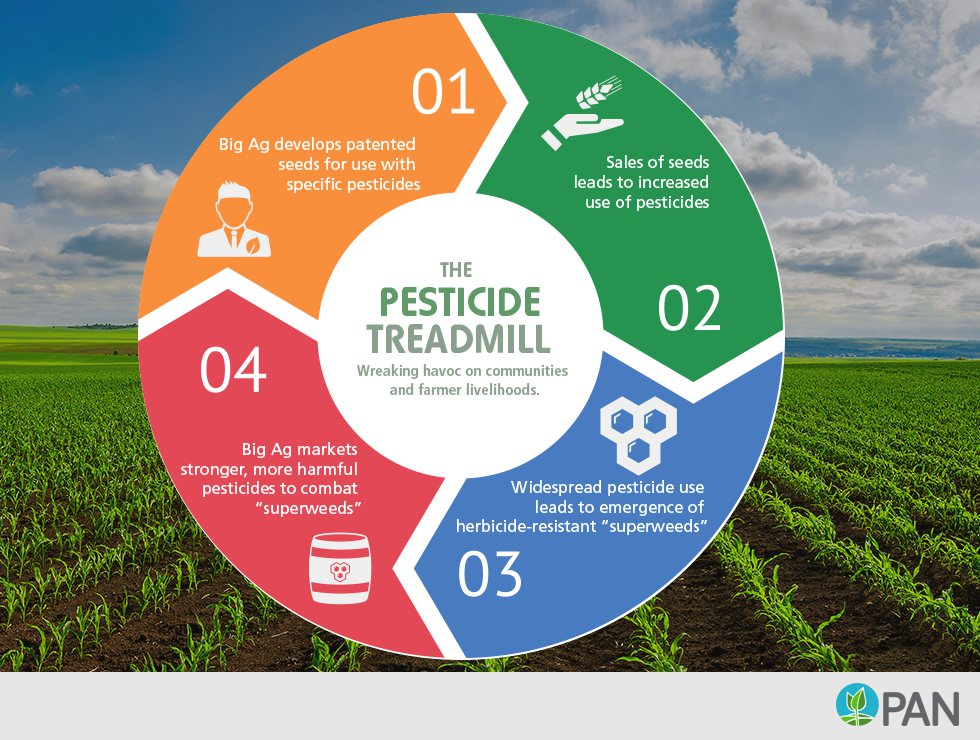 01
Big Ag develops patented
seeds for use with
specific pesticides
Sales of seeds
leads to increased
use of pesticides
02
THE
PESTICIDE
TREADMILL
Wreaking havoc on communities
and farmer livelihoods.
Widespread pesticide use
leads to emergence of
herbicide-resistant “superweeds”
03
04
Big Ag markets
stronger, more harmful
pesticides to combat
“superweeds”
PAN